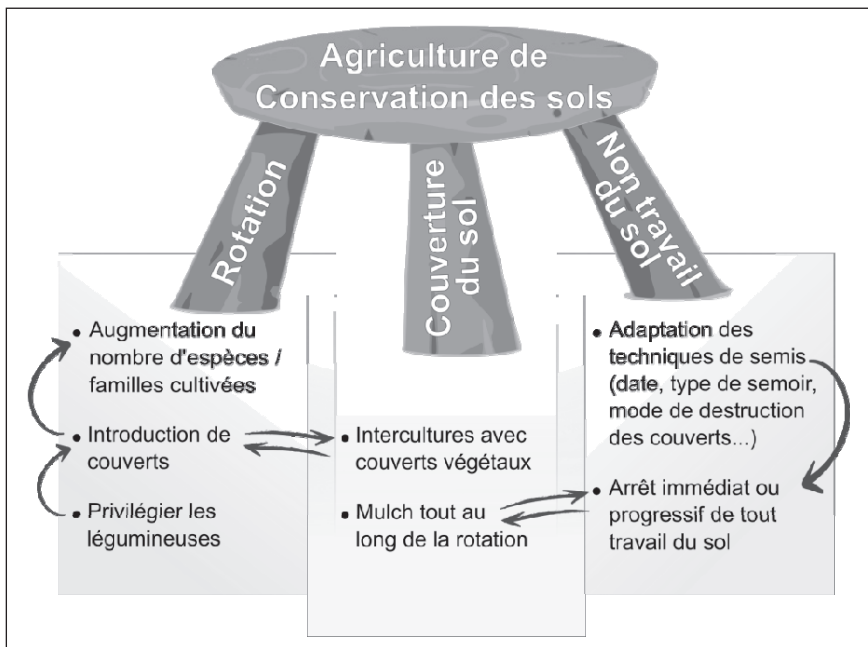 Agriculture de
Conservation des sols
Rotation
Couverture
du sol
Non travail
du sol
• Augmentation du
nombre d'espèces /
familles cultivées
• Introduction de
couverts
• Privilégier les
légumineuses
• Intercultures avec
couverts végétaux
• Mulch tout au
long de la rotation
• Adaptation des
techniques de semis
(date, type de semoir,
mode de destruction
des couverts...)
• Arrêt immédiat ou
progressif de tout
travail du sol